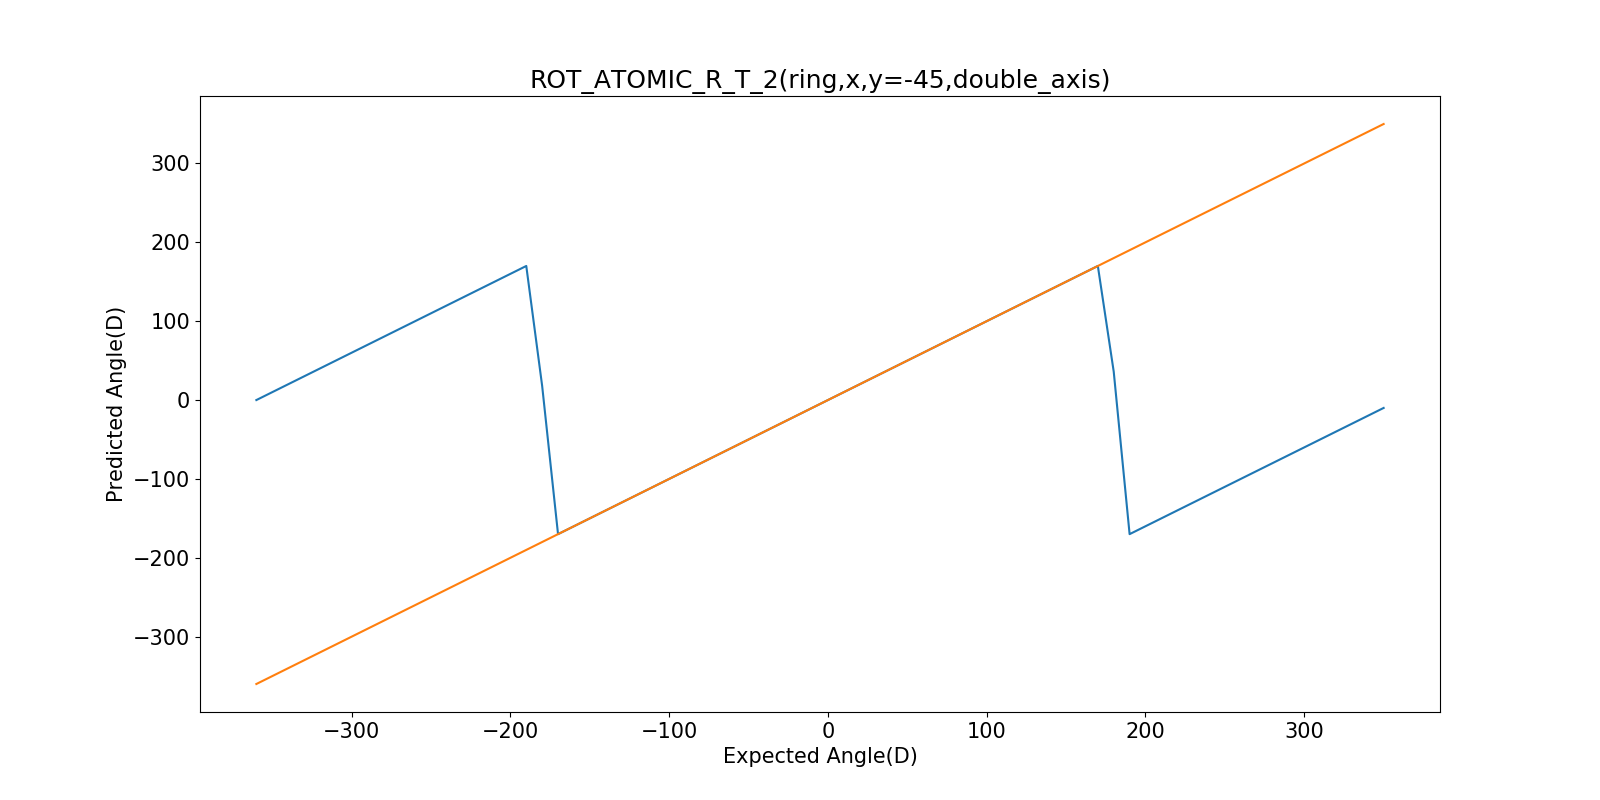 ROT_ATOMIC_R_T_2(ring,x,y=-45,double_axis)
Predicted Angle(D)
300
200
100
0
−100
−200
−300
−300 −200 −100 0 100 200 300
Expected Angle(D)